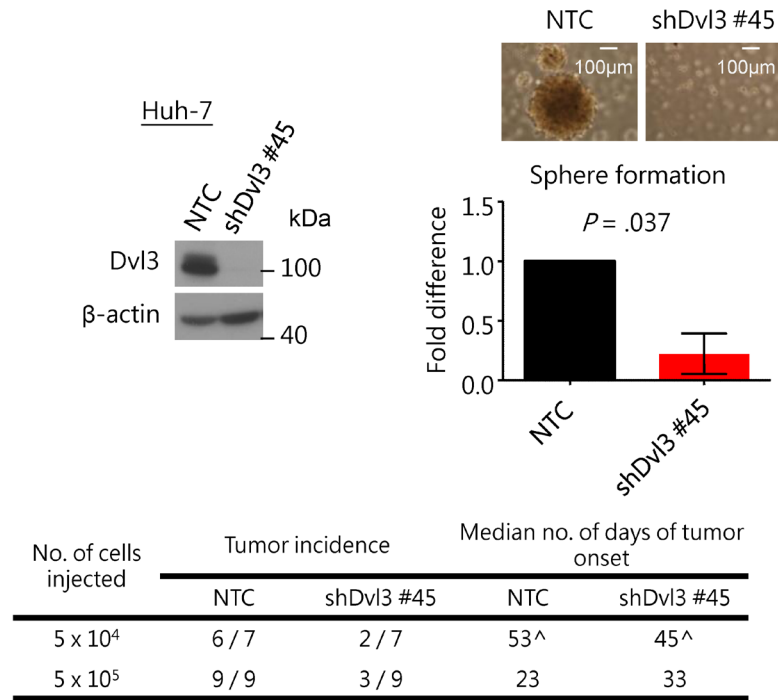 NTC shDvl3 #45
100µm 100µm
Huh-7
NTC
shDvl3 #45
kDa
Dvl3
100
β-actin
40
Sphere formation
P = .037
Fold difference
1.5
1.0
0.5
0.0
NTC
shDvl3 #45
No. of cells
injected
Tumor incidence
Median no. of days of tumor
onset
NTC shDvl3 #45 NTC shDvl3 #45
5 x 10⁴ 6 / 7 2 / 7 53^ 45^
5 x 10⁵ 9 / 9 3 / 9 23 33